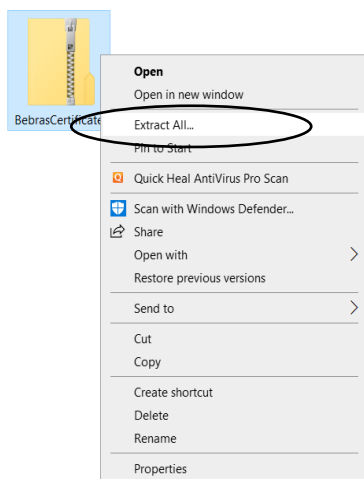 BebrasCertificate
Open
Open in new window
Extract All...
Pin to Start
Quick Heal AntiVirus Pro Scan
Scan with Windows Defender...
Share
Open with
Restore previous versions
Send to
Cut
Copy
Create shortcut
Delete
Rename
Properties